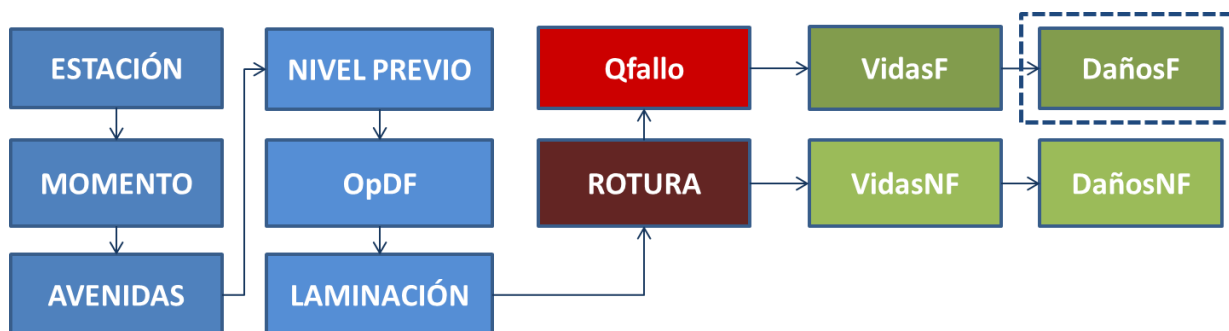 ESTACIÓN
MOMENTO
AVENIDAS
NIVEL PREVIO
OpDF
LAMINACIÓN
Qfallo
ROTURA
VidasF
VidasNF
DañosF
DañosNF